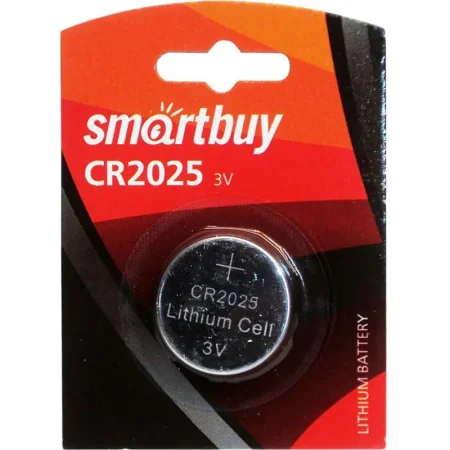 smartbuy
CR2025 3V
+
CR2025
Lithium Cell
3V
LITHIUM BATTERY